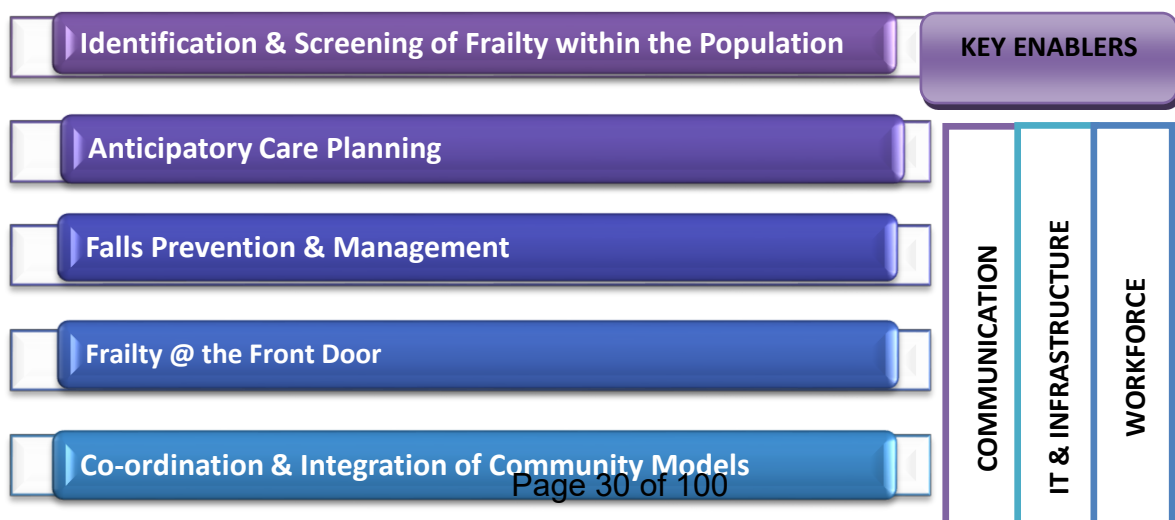 Identification & Screening of Frailty within the Population
KEY ENABLERS
Anticipatory Care Planning
Falls Prevention & Management
Frailty @ the Front Door
Co-ordination & Integration of Community Models
COMMUNICATION
IT & INFRASTRUCTURE
WORKFORCE
Page 30 of 100